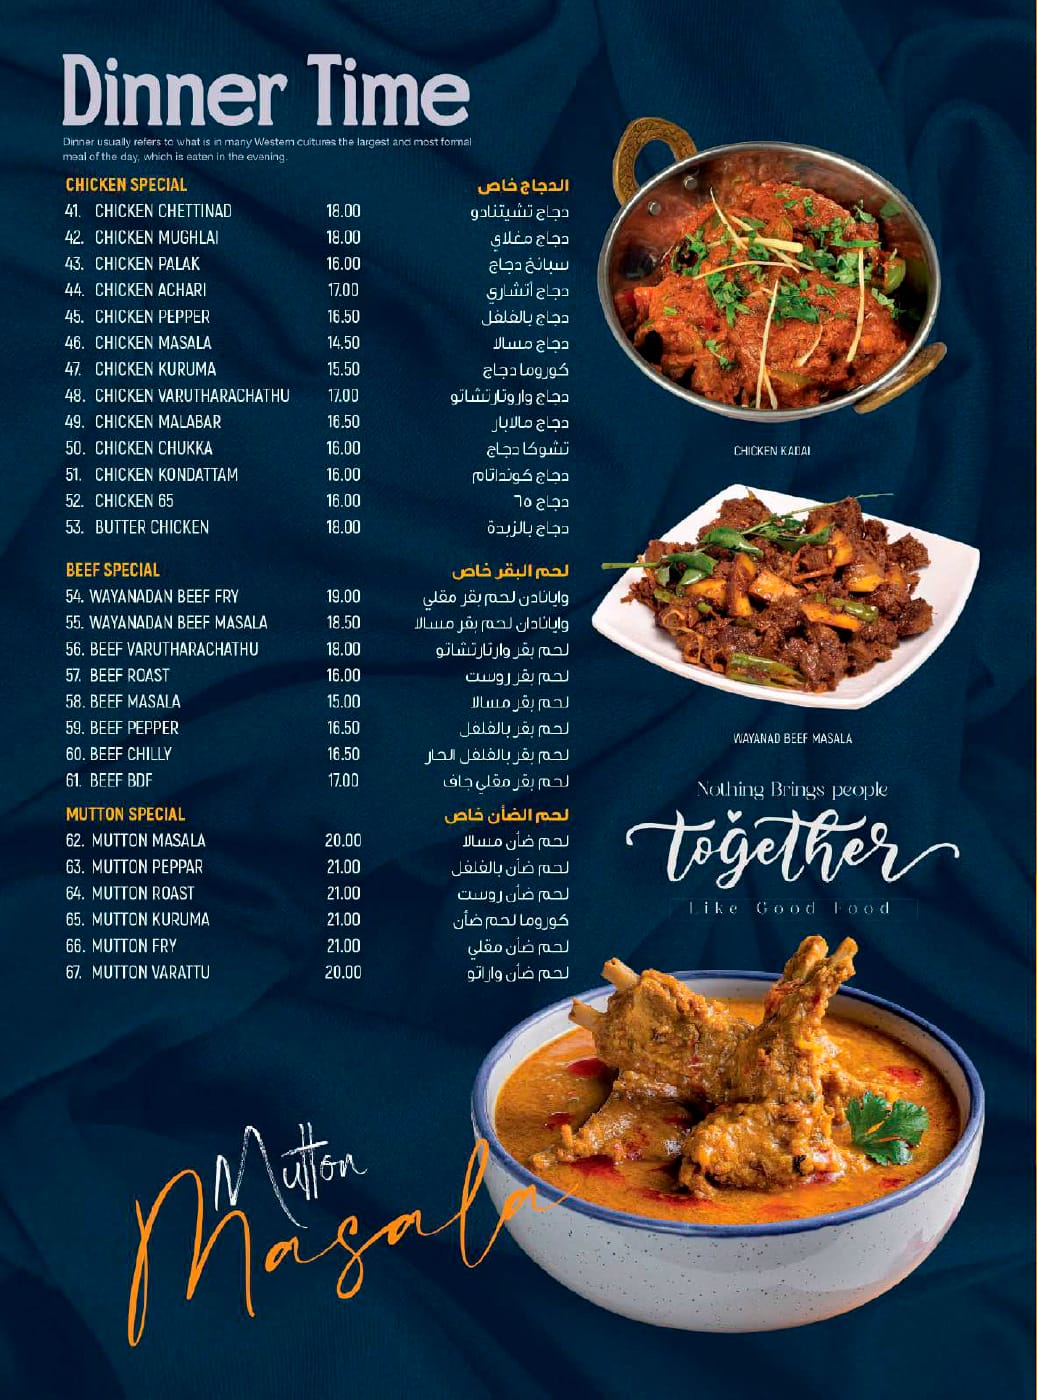 Dinner Time
Dinner usually refers to what is in many Western cultures the largest and most formal
meal of the day, which is eaten in the evening.
CHICKEN SPECIAL الدجاج خاص
41. CHICKEN CHETTINAD 18.00 دجاج تشيتنادو
42. CHICKEN MUGHLAI 18.00 دجاج مغلاي
43. CHICKEN PALAK 16.00 سبانخ دجاج
44. CHICKEN ACHARI 17.00 دجاج أتشاري
45. CHICKEN PEPPER 16.50 دجاج بالفلفل
46. CHICKEN MASALA 14.50 دجاج مسالا
47. CHICKEN KURUMA 15.50 كوروما دجاج
48. CHICKEN VARUTHARACHATHU 17.00 دجاج واروتارتشاتو
49. CHICKEN MALABAR 16.50 دجاج مالابار
50. CHICKEN CHUKKA 16.00 تشوكا دجاج
51. CHICKEN KONDATTAM 16.00 دجاج كونداتام
52. CHICKEN 65 16.00 دجاج ٦٥
53. BUTTER CHICKEN 18.00 دجاج بالزبدة
BEEF SPECIAL لحم البقر خاص
54. WAYANADAN BEEF FRY 19.00 وايانادن لحم بقر مقلي
55. WAYANADAN BEEF MASALA 18.50 وايانادان لحم بقر مسالا
56. BEEF VARUTHARACHATHU 18.00 لحم بقر وارتارتشاتو
57. BEEF ROAST 16.00 لحم بقر روست
58. BEEF MASALA 15.00 لحم بقر مسالا
59. BEEF PEPPER 16.50 لحم بقر بالفلفل
60. BEEF CHILLY 16.50 لحم بقر بالفلفل الحار
61. BEEF BDF 17.00 لحم بقر مقلي جاف
MUTTON SPECIAL لحم الضأن خاص
62. MUTTON MASALA 20.00 لحم ضأن مسالا
63. MUTTON PEPPAR 21.00 لحم ضأن بالفلفل
64. MUTTON ROAST 21.00 لحم ضأن روست
65. MUTTON KURUMA 21.00 كوروما لحم ضأن
66. MUTTON FRY 21.00 لحم ضأن مقلي
67. MUTTON VARATTU 20.00 لحم ضأن واراتو
CHICKEN KADAI
WAYANAD BEEF MASALA
Nothing Brings people
together
Like Good Food
Mutton
Masala